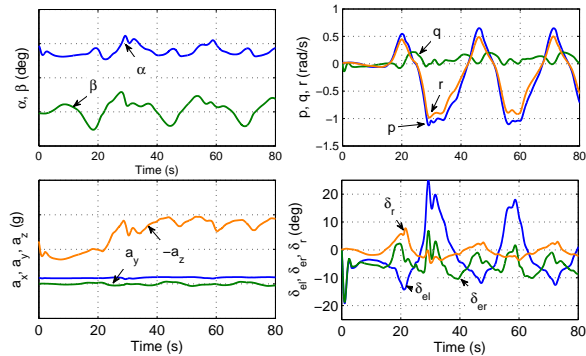 α, β (deg)
α
β
0 20 40 60 80
Time (s)
p, q, r (rad/s)
1
0.5
0
-0.5
-1
-1.5
q
r
p
0 20 40 60 80
Time (s)
a_x, a_y, a_z (g)
a_y
-a_z
0 20 40 60 80
Time (s)
δ_el, δ_er, δ_r (deg)
20
10
0
-10
-20
δ_r
δ_el
δ_er
0 20 40 60 80
Time (s)